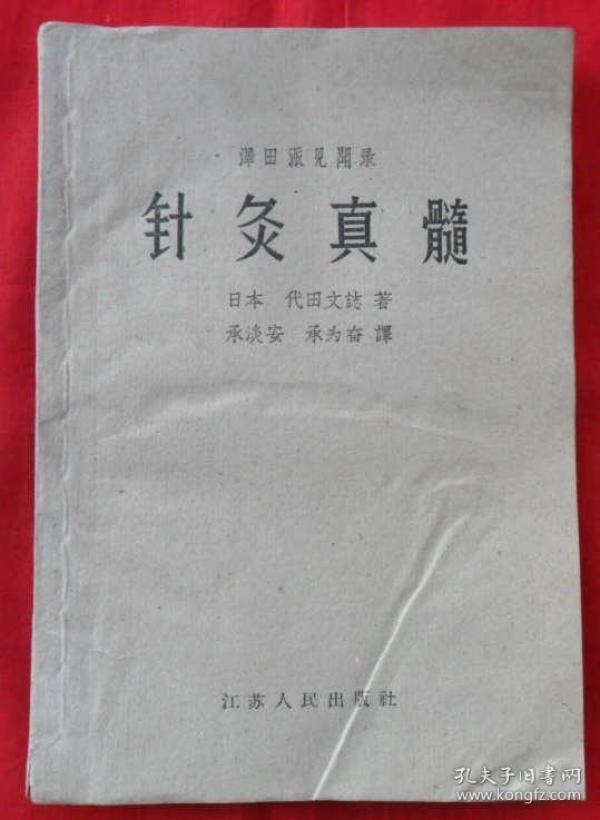 澤田派见聞录
针灸真髓
日本 代田文誌 著
承淡安 承为奋 譯
江苏人民出版社
孔夫子旧书网
www.kongfz.com